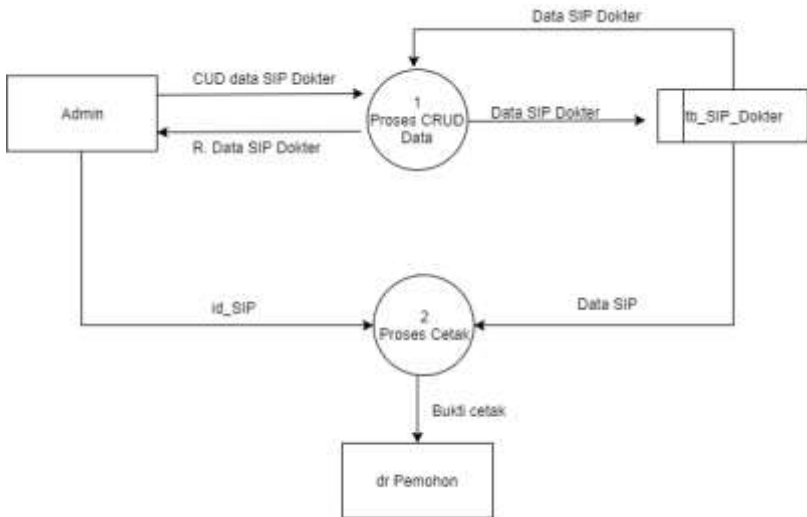 Data SIP Dokter
CUD data SIP Dokter
Admin
1
Proses CRUD
Data
Data SIP Dokter
tb_SIP_Dokter
R. Data SIP Dokter
id_SIP
2
Proses Cetak
Data SIP
Bukti cetak
dr Pemohon